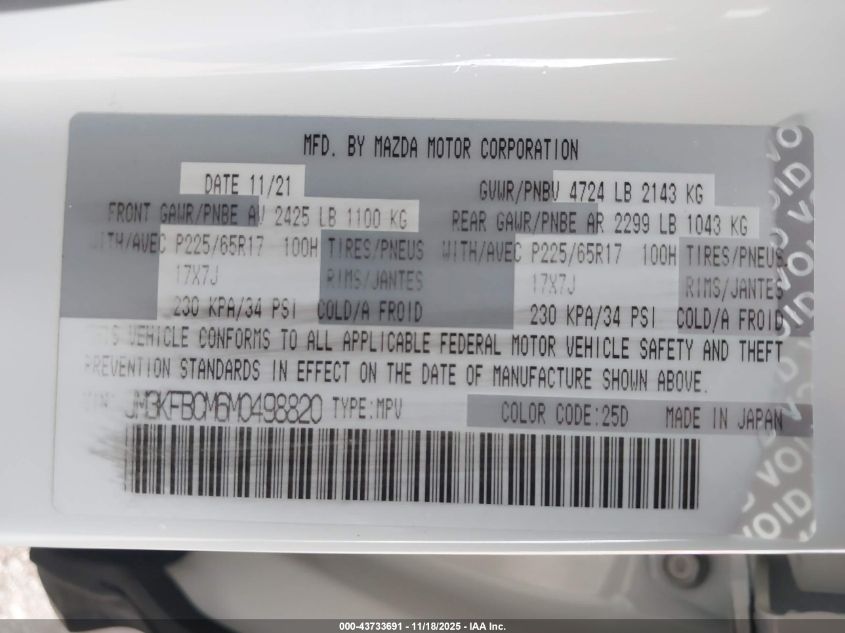 MFD. BY MAZDA MOTOR CORPORATION
DATE 11/21 GVWR/PNBV 4724 LB 2143 KG
FRONT GAWR/PNBE AV 2425 LB 1100 KG REAR GAWR/PNBE AR 2299 LB 1043 KG
WITH/AVEC P225/65R17 100H TIRES/PNEUS WITH/AVEC P225/65R17 100H TIRES/PNEUS
17X7J RIMS/JANTES 17X7J RIMS/JANTES
230 KPA/34 PSI COLD/A FROID 230 KPA/34 PSI COLD/A FROID
THIS VEHICLE CONFORMS TO ALL APPLICABLE FEDERAL MOTOR VEHICLE SAFETY AND THEFT
PREVENTION STANDARDS IN EFFECT ON THE DATE OF MANUFACTURE SHOWN ABOVE.
VIN: JM3KFBCM6M0498820 TYPE:MPV COLOR CODE:25D MADE IN JAPAN
VOID VOID
VOID VOID
000-43733691 - 11/18/2025 - IAA Inc.